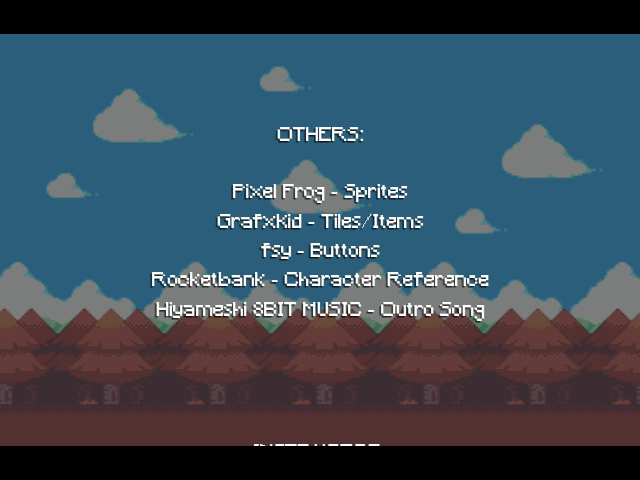 OTHERS:
Pixel Frog - Sprites
GrafxKid - Tiles/Items
fsy - Buttons
Rocketbank - Character Reference
Hiyameshi 8BIT MUSIC - Outro Song